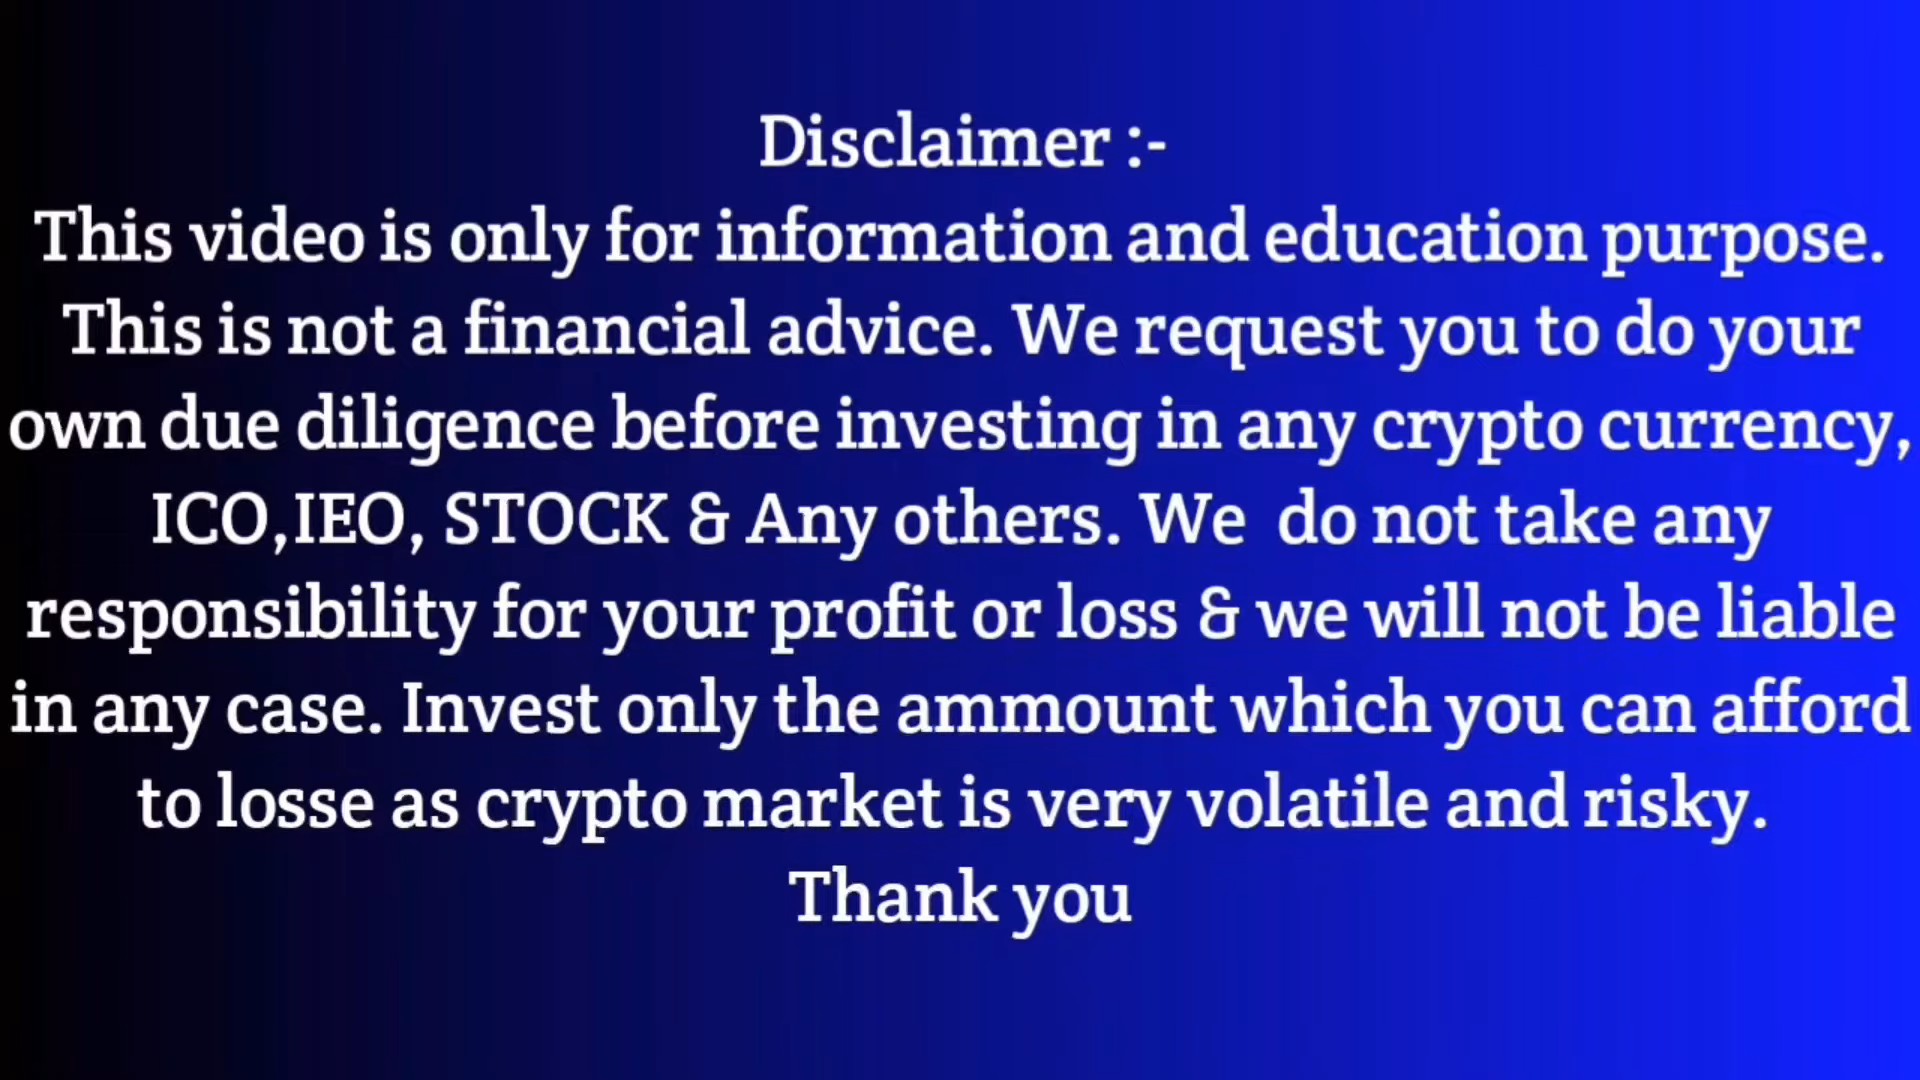 Disclaimer :-
This video is only for information and education purpose.
This is not a financial advice. We request you to do your
own due diligence before investing in any crypto currency,
ICO,IEO, STOCK & Any others. We  do not take any
responsibility for your profit or loss & we will not be liable
in any case. Invest only the ammount which you can afford
to losse as crypto market is very volatile and risky.
Thank you